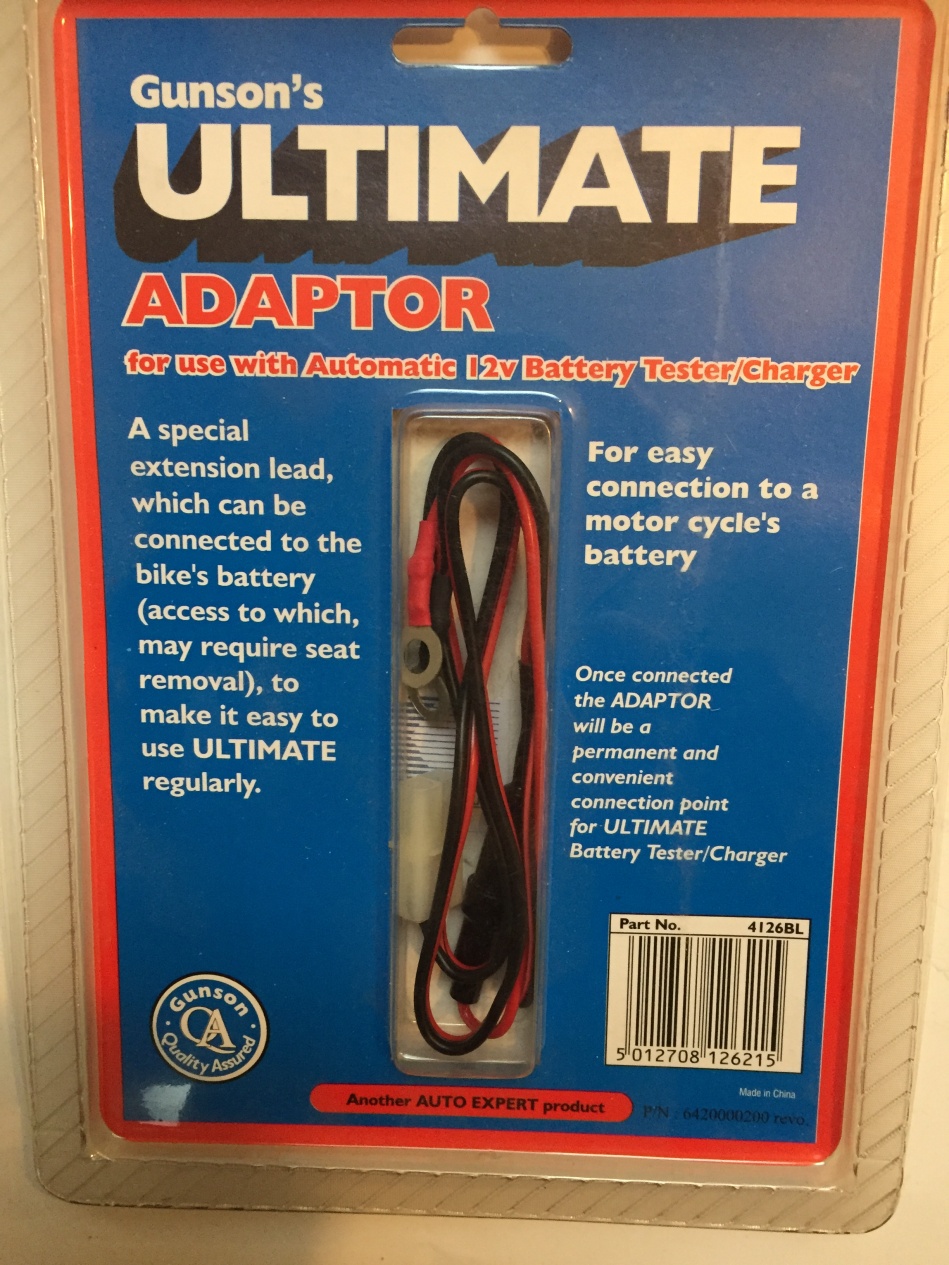 Gunson's
ULTIMATE
ADAPTOR
for use with Automatic 12v Battery Tester/Charger
A special
extension lead,
which can be
connected to the
bike's battery
(access to which,
may require seat
removal), to
make it easy to
use ULTIMATE
regularly.
For easy
connection to a
motor cycle's
battery
Once connected
the ADAPTOR
will be a
permanent and
convenient
connection point
for ULTIMATE
Battery Tester/Charger
Part No. 4126BL
5 012708 126215
Gunson
QA
Quality Assured
Made in China
Another AUTO EXPERT product
P/N : 6420000200 revo.